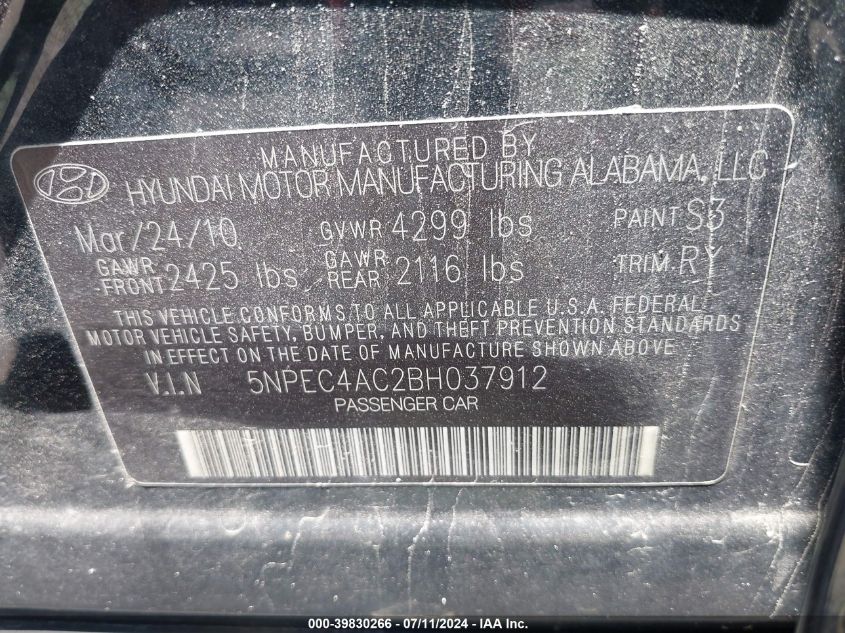 MANUFACTURED BY
HYUNDAI MOTOR MANUFACTURING ALABAMA, LLC
Mar/24/10 GVWR 4299 lbs PAINT S3
GAWR FRONT 2425 lbs GAWR REAR 2116 lbs TRIM RY
THIS VEHICLE CONFORMS TO ALL APPLICABLE U.S.A. FEDERAL
MOTOR VEHICLE SAFETY, BUMPER, AND THEFT PREVENTION STANDARDS
IN EFFECT ON THE DATE OF MANUFACTURE SHOWN ABOVE
V.I.N 5NPEC4AC2BH037912
PASSENGER CAR
000-39830266 - 07/11/2024 - IAA Inc.